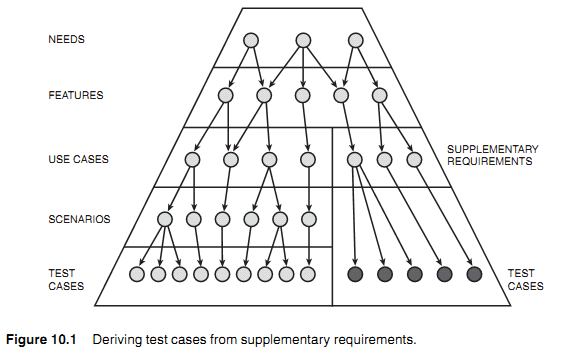 NEEDS
FEATURES
USE CASES
SUPPLEMENTARY
REQUIREMENTS
SCENARIOS
TEST
CASES
TEST
CASES
Figure 10.1 Deriving test cases from supplementary requirements.